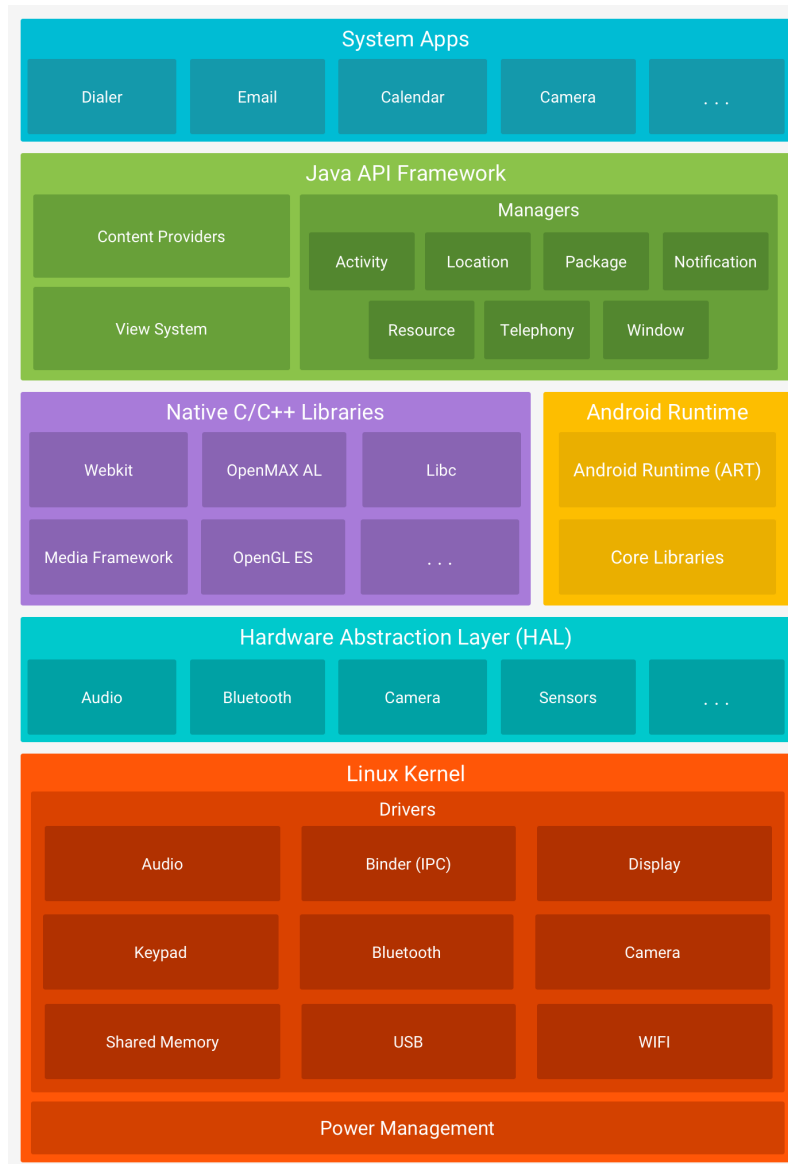 System Apps
Dialer
Email
Calendar
Camera
. . .
Java API Framework
Content Providers
View System
Managers
Activity
Location
Package
Notification
Resource
Telephony
Window
Native C/C++ Libraries
Webkit
OpenMAX AL
Libc
Media Framework
OpenGL ES
. . .
Android Runtime
Android Runtime (ART)
Core Libraries
Hardware Abstraction Layer (HAL)
Audio
Bluetooth
Camera
Sensors
. . .
Linux Kernel
Drivers
Audio
Binder (IPC)
Display
Keypad
Bluetooth
Camera
Shared Memory
USB
WIFI
Power Management